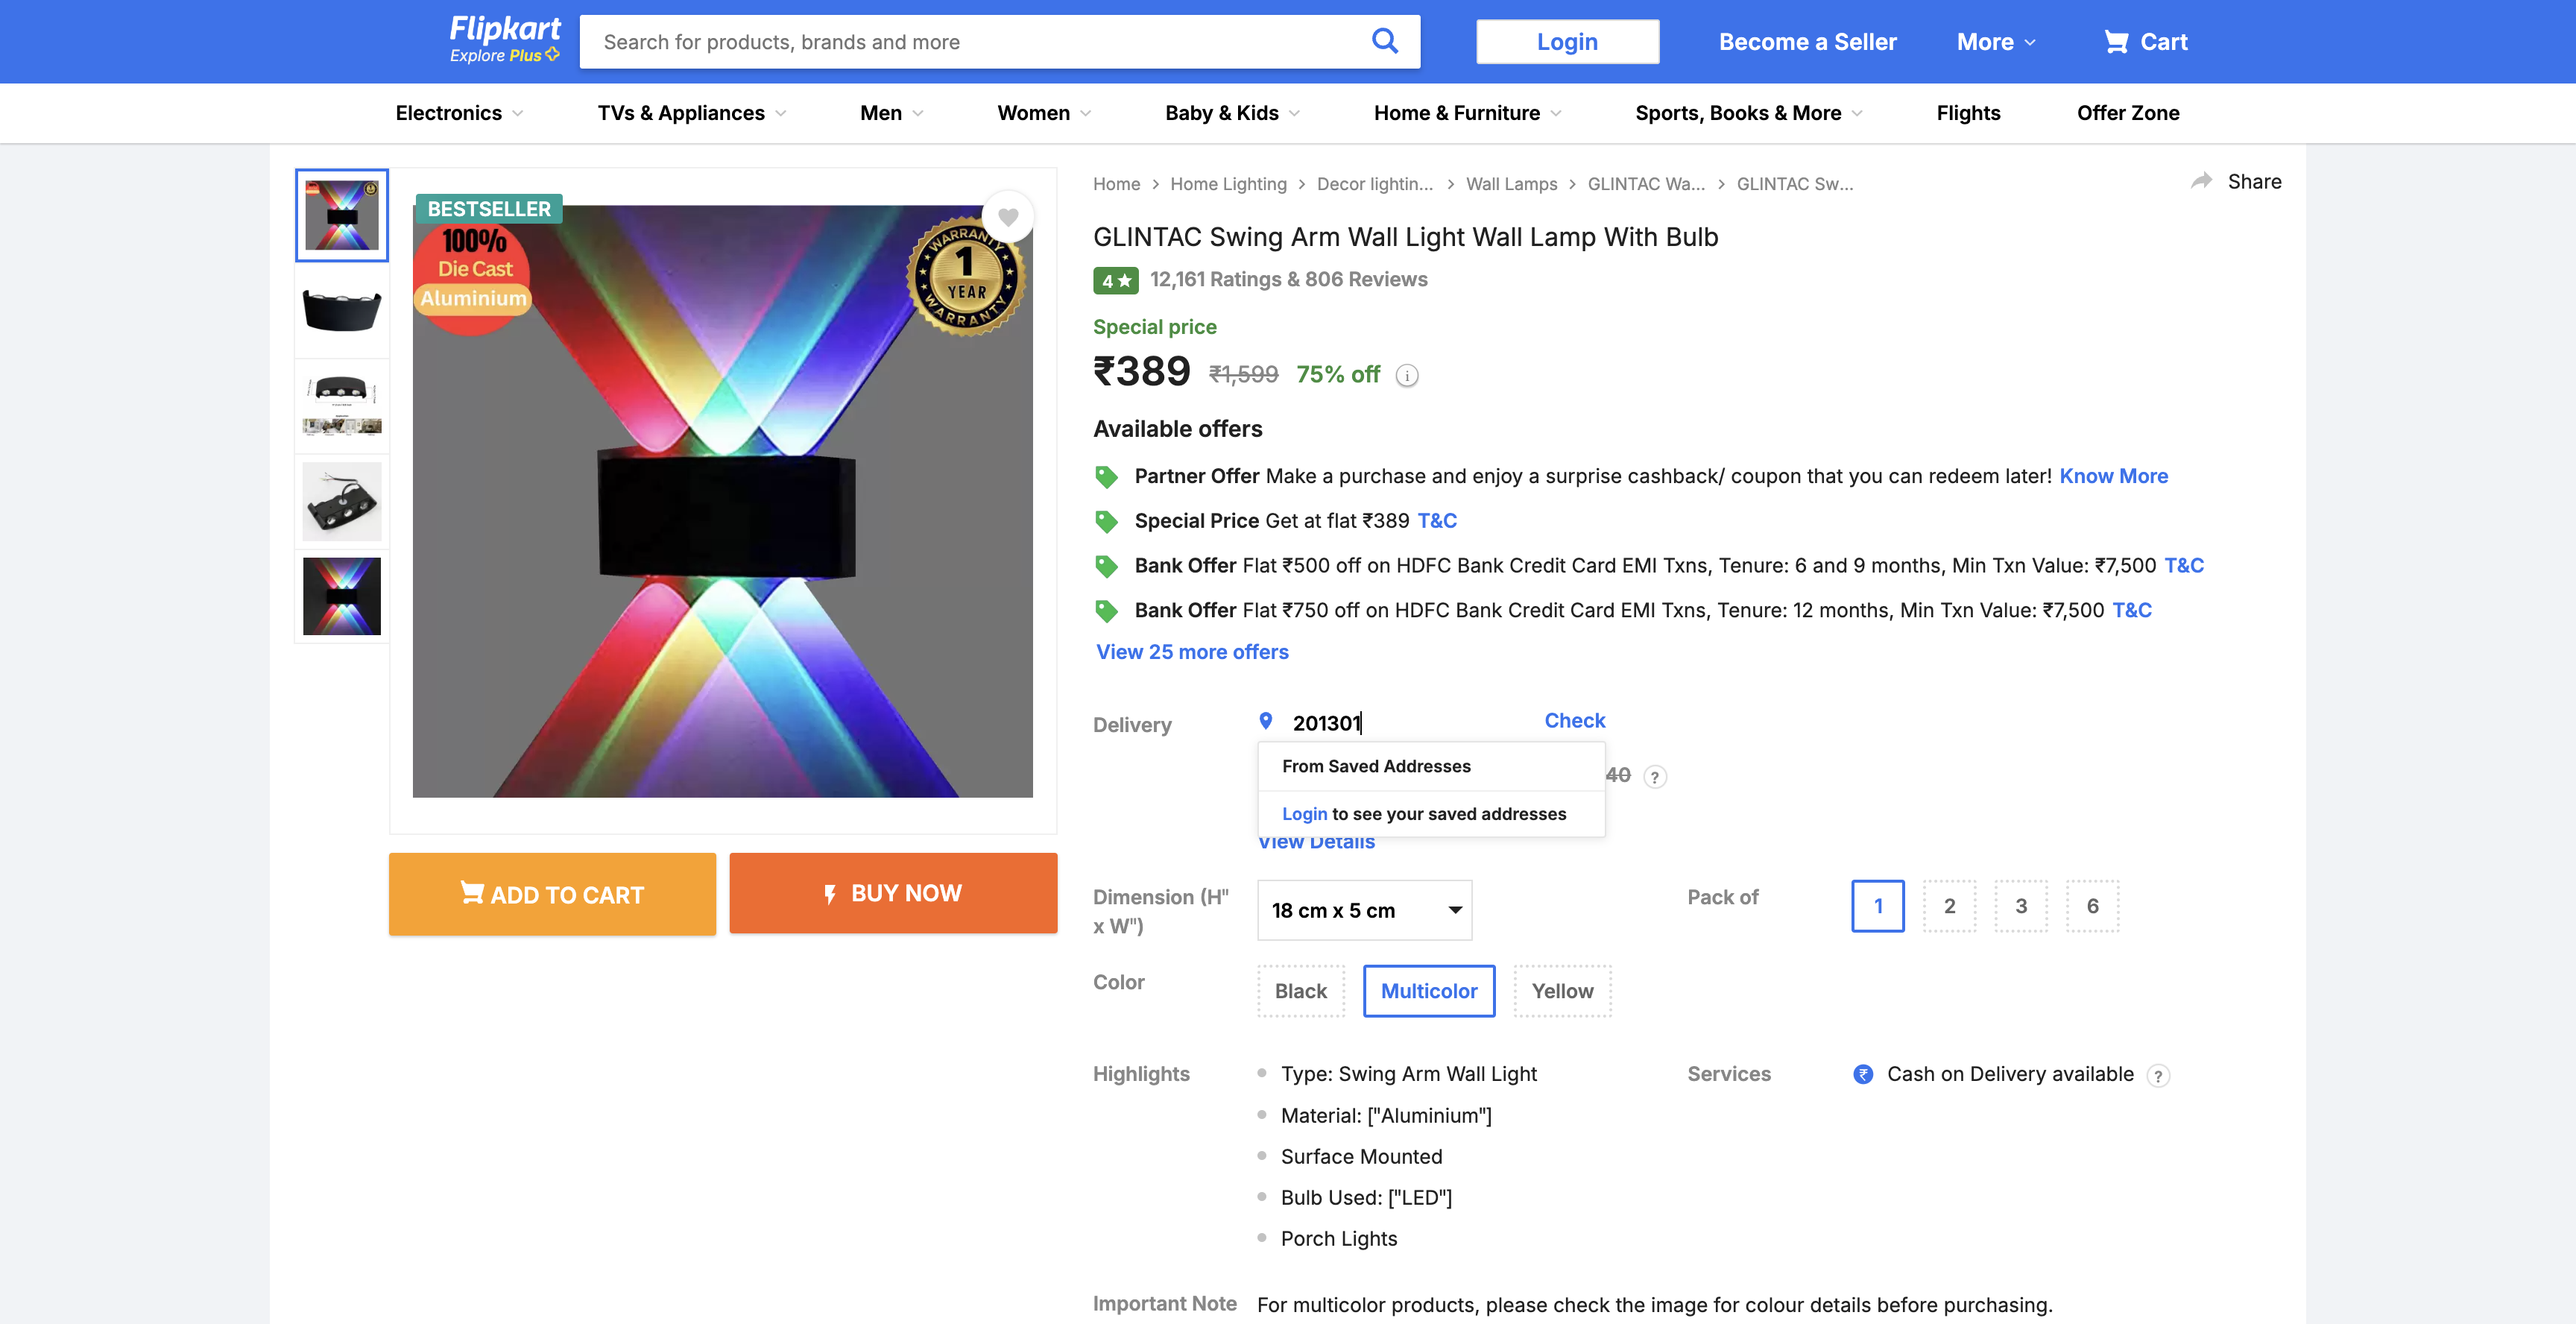 Flipkart
Explore Plus
Search for products, brands and more
Login
Become a Seller
More
Cart
Electronics
TVs & Appliances
Men
Women
Baby & Kids
Home & Furniture
Sports, Books & More
Flights
Offer Zone
BESTSELLER
100%
Die Cast
Aluminium
WARRANTY
1
YEAR
WARRANTY
ADD TO CART
BUY NOW
Home > Home Lighting > Decor lightin... > Wall Lamps > GLINTAC Wa... > GLINTAC Sw...
Share
GLINTAC Swing Arm Wall Light Wall Lamp With Bulb
4★ 12,161 Ratings & 806 Reviews
Special price
₹389 ₹1,599 75% off
Available offers
Partner Offer Make a purchase and enjoy a surprise cashback/ coupon that you can redeem later! Know More
Special Price Get at flat ₹389 T&C
Bank Offer Flat ₹500 off on HDFC Bank Credit Card EMI Txns, Tenure: 6 and 9 months, Min Txn Value: ₹7,500 T&C
Bank Offer Flat ₹750 off on HDFC Bank Credit Card EMI Txns, Tenure: 12 months, Min Txn Value: ₹7,500 T&C
View 25 more offers
Delivery
201301
Check
From Saved Addresses
40 ?
Login to see your saved addresses
View Details
Dimension (H"
x W")
18 cm x 5 cm
Pack of
1
2
3
6
Color
Black
Multicolor
Yellow
Highlights
Type: Swing Arm Wall Light
Material: ["Aluminium"]
Surface Mounted
Bulb Used: ["LED"]
Porch Lights
Services
₹ Cash on Delivery available ?
Important Note
For multicolor products, please check the image for colour details before purchasing.